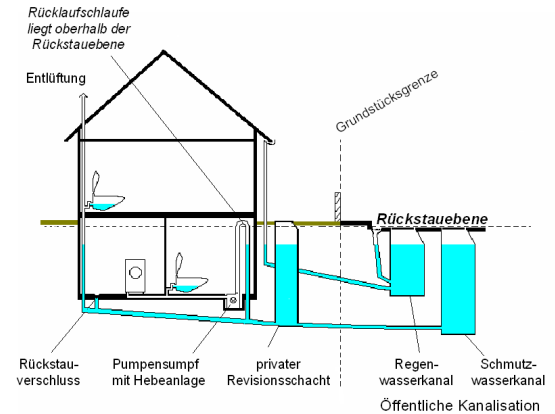 Rücklaufschlaufe
liegt oberhalb der
Rückstauebene
Entlüftung
Grundstücksgrenze
Rückstauebene
Rückstau-
verschluss
Pumpensumpf
mit Hebeanlage
privater
Revisionsschacht
Regen-
wasserkanal
Schmutz-
wasserkanal
Öffentliche Kanalisation